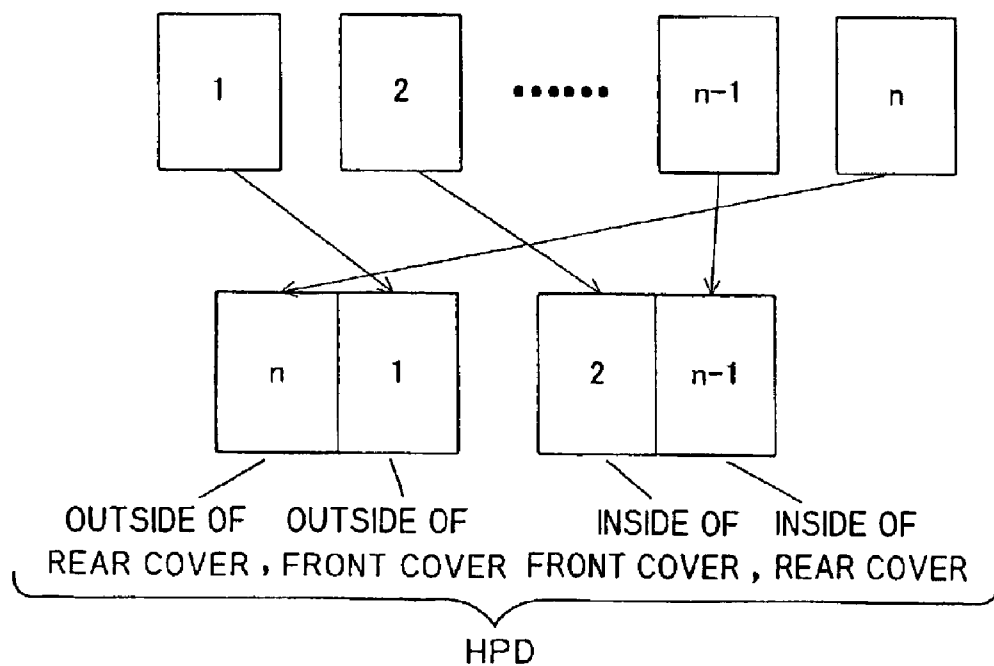 1 2 •••••• n-1 n
n 1 2 n-1
OUTSIDE OF OUTSIDE OF INSIDE OF INSIDE OF
REAR COVER, FRONT COVER FRONT COVER, REAR COVER
HPD